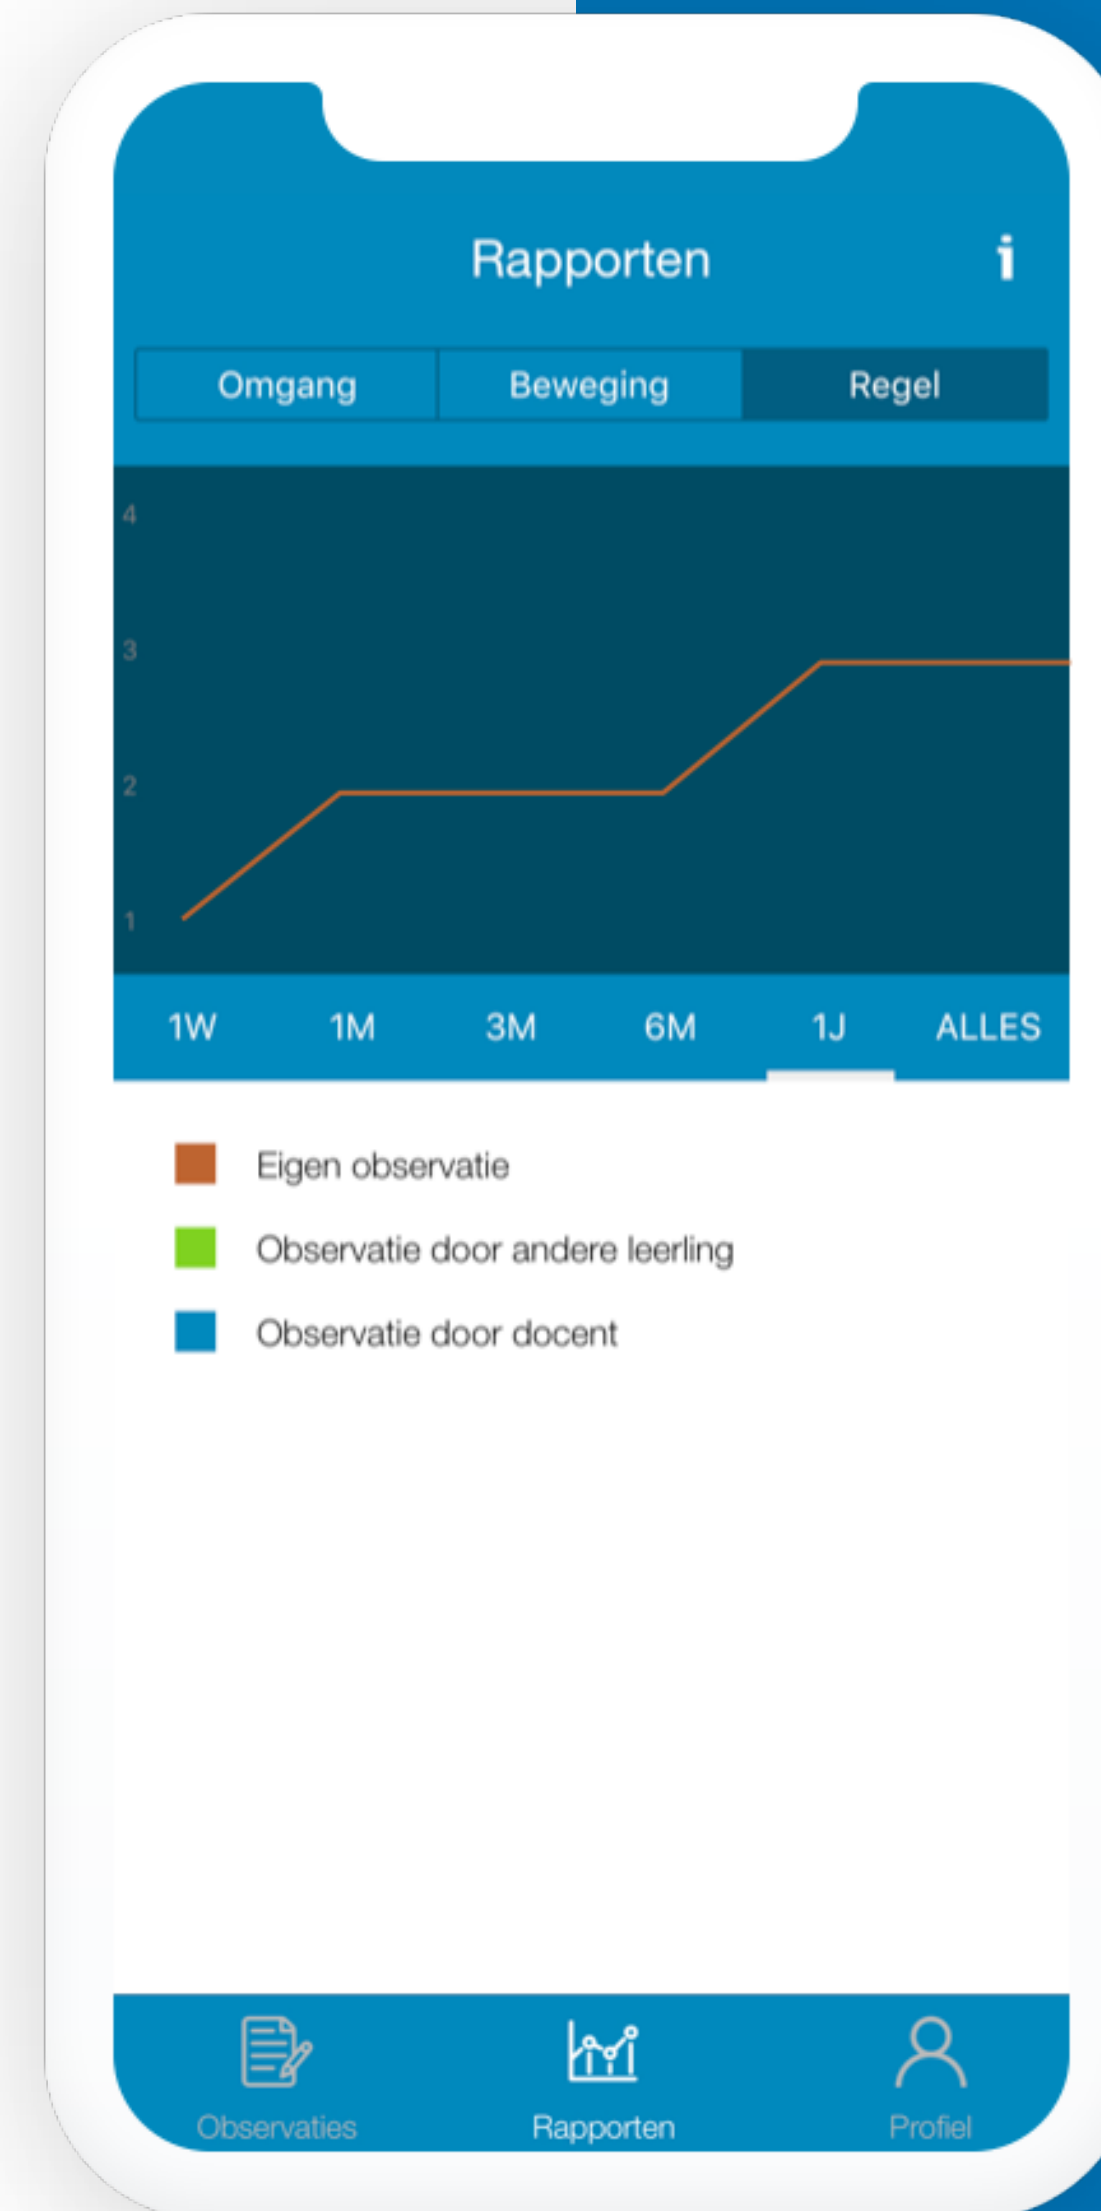 Rapporten i
Omgang Beweging Regel
4
3
2
1
1W 1M 3M 6M 1J ALLES
Eigen observatie
Observatie door andere leerling
Observatie door docent
Observaties Rapporten Profiel